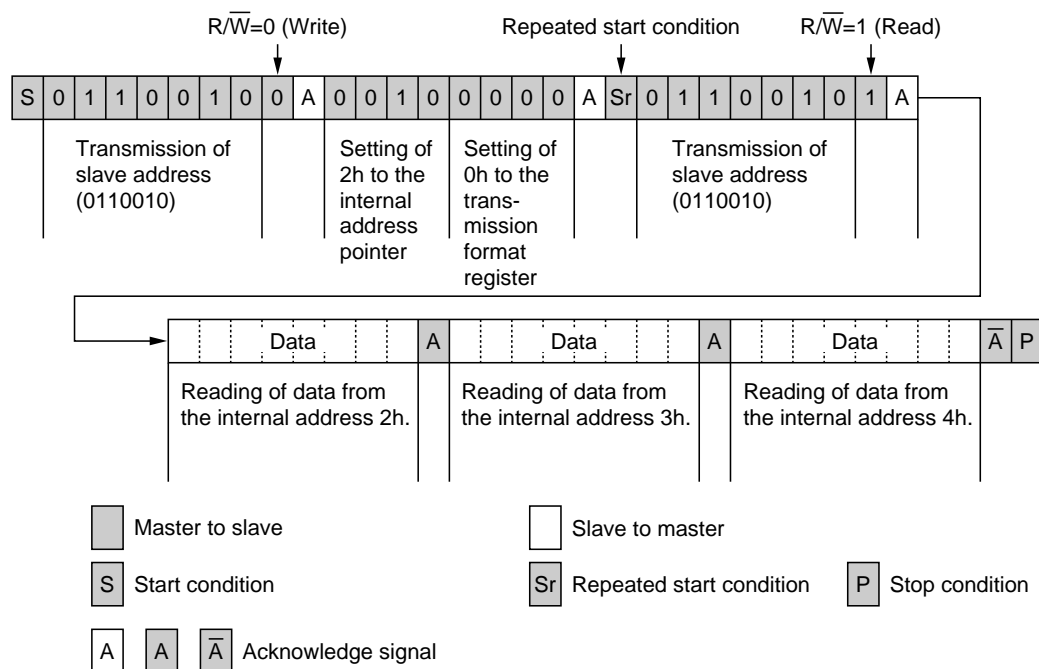 R/W̅=0 (Write)
Repeated start condition
R/W̅=1 (Read)
S 0 1 1 0 0 1 0 0 A 0 0 1 0 0 0 0 0 A Sr 0 1 1 0 0 1 0 1 A
Transmission of
slave address
(0110010)
Setting of
2h to the
internal
address
pointer
Setting of
0h to the
trans-
mission
format
register
Transmission of
slave address
(0110010)
Data A Data A Data A̅ P
Reading of data from
the internal address 2h.
Reading of data from
the internal address 3h.
Reading of data from
the internal address 4h.
Master to slave
Slave to master
S Start condition
Sr Repeated start condition
P Stop condition
A A A̅ Acknowledge signal